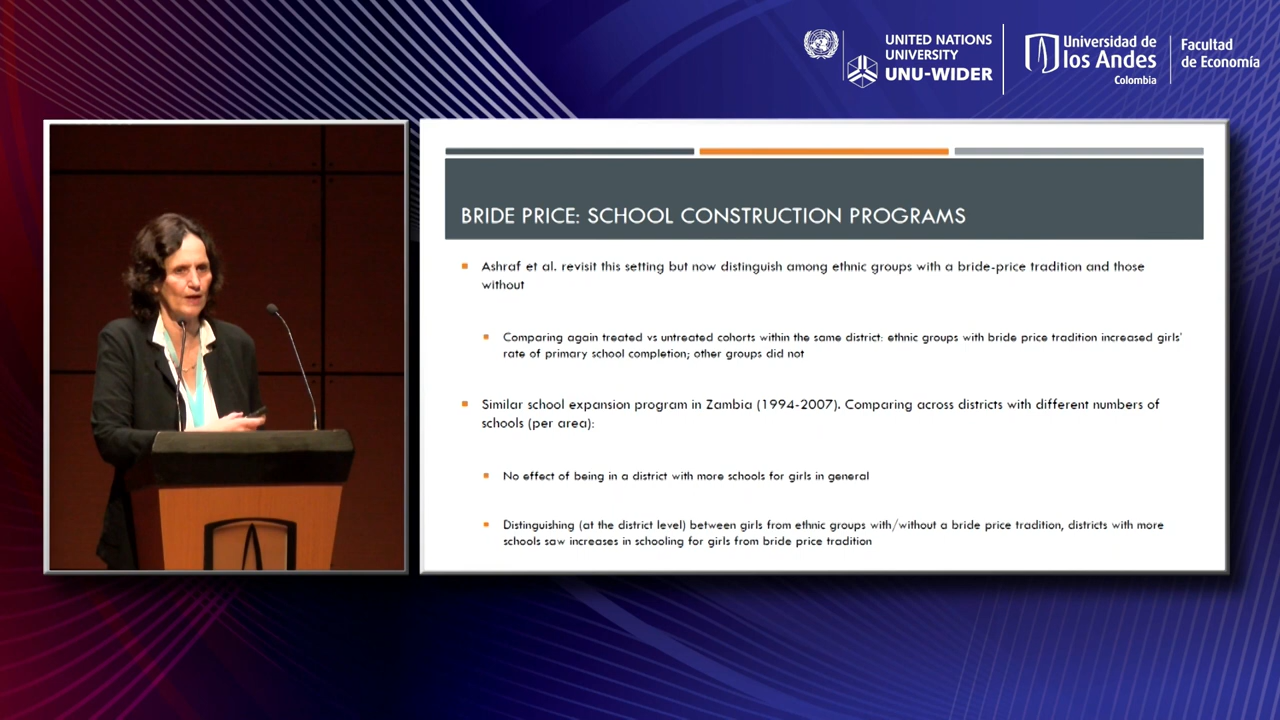 UNITED NATIONS
UNIVERSITY
UNU-WIDER
Universidad de
los Andes
Colombia
Facultad
de Economía
BRIDE PRICE: SCHOOL CONSTRUCTION PROGRAMS
Ashraf et al. revisit this setting but now distinguish among ethnic groups with a bride-price tradition and those
without
Comparing again treated vs untreated cohorts within the same district: ethnic groups with bride price tradition increased girls'
rate of primary school completion; other groups did not
Similar school expansion program in Zambia (1994-2007). Comparing across districts with different numbers of
schools (per area):
No effect of being in a district with more schools for girls in general
Distinguishing (at the district level) between girls from ethnic groups with/without a bride price tradition, districts with more
schools saw increases in schooling for girls from bride price tradition